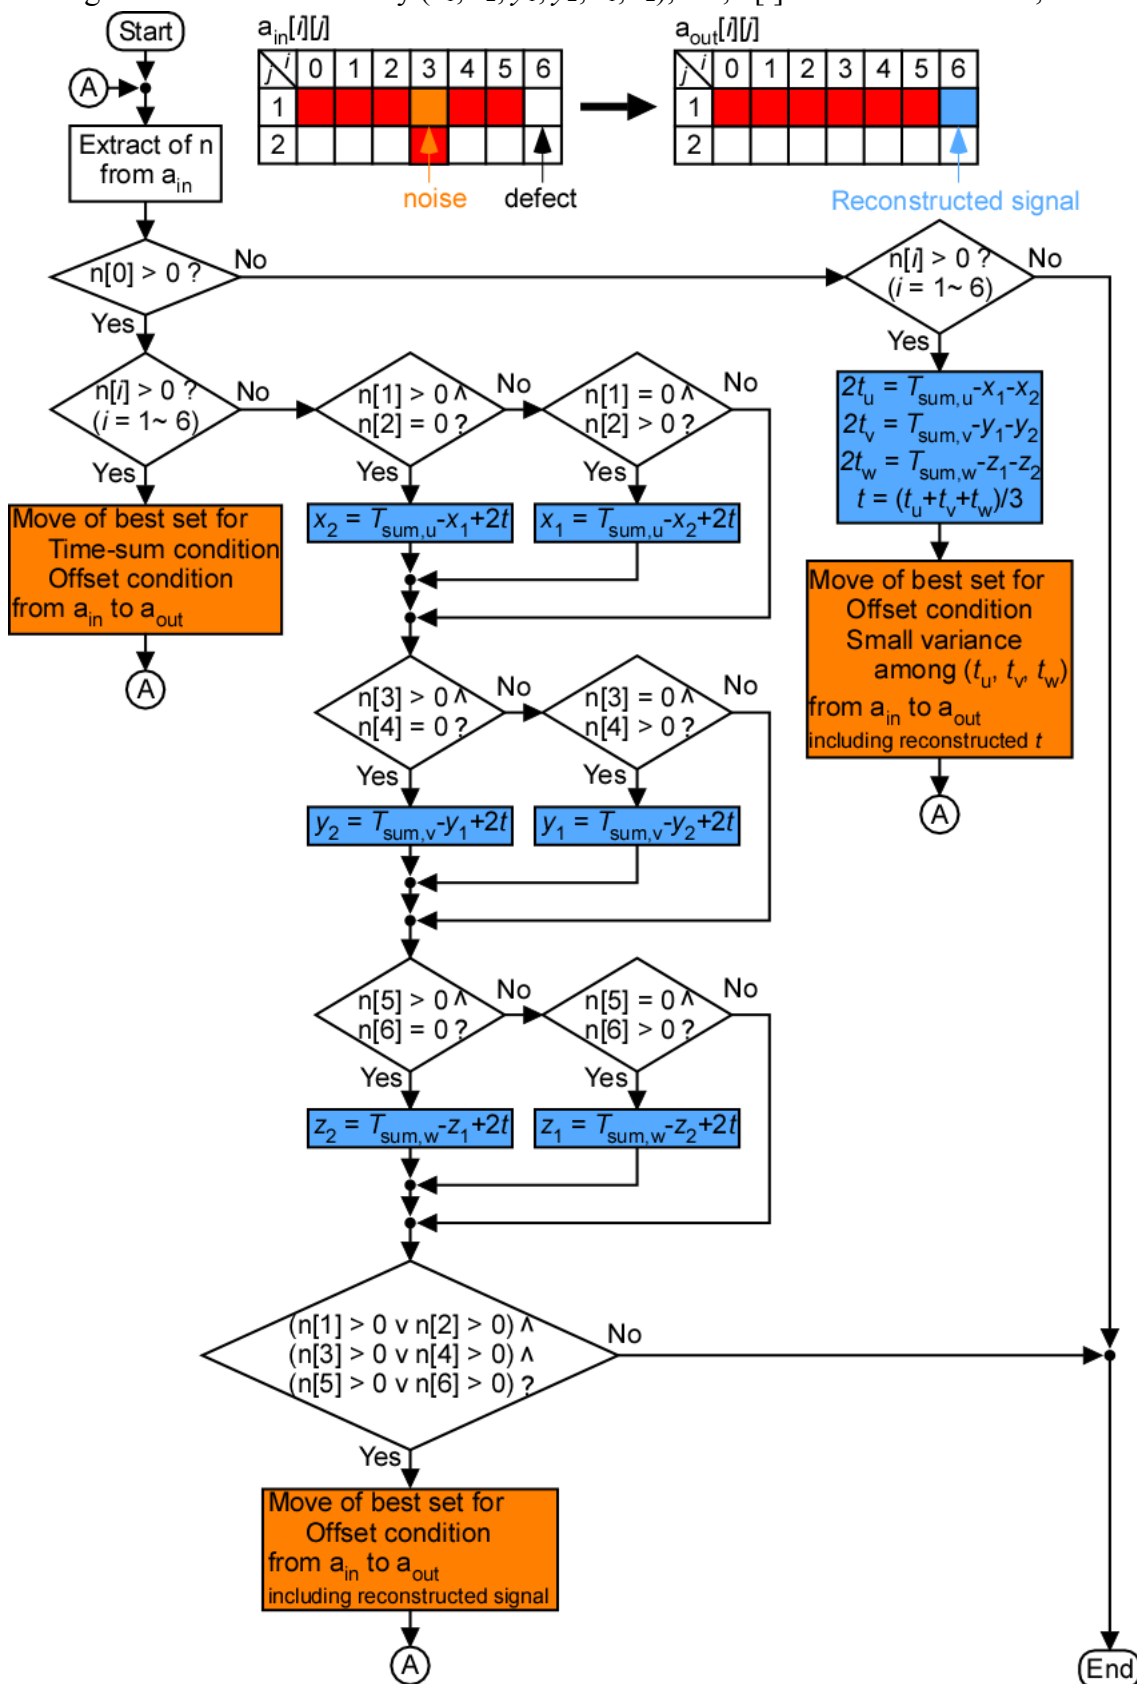 Start
A
Extract of n
from a_in
a_in[i][j]
j i 0 1 2 3 4 5 6
1
2
noise defect
a_out[i][j]
j i 0 1 2 3 4 5 6
1
2
Reconstructed signal
n[0] > 0 ?
No
Yes
n[i] > 0 ?
(i = 1~ 6)
No
Yes
n[i] > 0 ?
(i = 1~ 6)
No
Yes
Move of best set for
Time-sum condition
Offset condition
from a_in to a_out
A
n[1] > 0 ∧
n[2] = 0 ?
No
Yes
n[1] = 0 ∧
n[2] > 0 ?
No
Yes
x_2 = T_sum,u-x_1+2t
x_1 = T_sum,u-x_2+2t
2t_u = T_sum,u-x_1-x_2
2t_v = T_sum,v-y_1-y_2
2t_w = T_sum,w-z_1-z_2
t = (t_u+t_v+t_w)/3
Move of best set for
Offset condition
Small variance
among (t_u, t_v, t_w)
from a_in to a_out
including reconstructed t
A
n[3] > 0 ∧
n[4] = 0 ?
No
Yes
n[3] = 0 ∧
n[4] > 0 ?
No
Yes
y_2 = T_sum,v-y_1+2t
y_1 = T_sum,v-y_2+2t
n[5] > 0 ∧
n[6] = 0 ?
No
Yes
n[5] = 0 ∧
n[6] > 0 ?
No
Yes
z_2 = T_sum,w-z_1+2t
z_1 = T_sum,w-z_2+2t
(n[1] > 0 v n[2] > 0) ∧
(n[3] > 0 v n[4] > 0) ∧
(n[5] > 0 v n[6] > 0) ?
No
Yes
Move of best set for
Offset condition
from a_in to a_out
including reconstructed signal
A
End